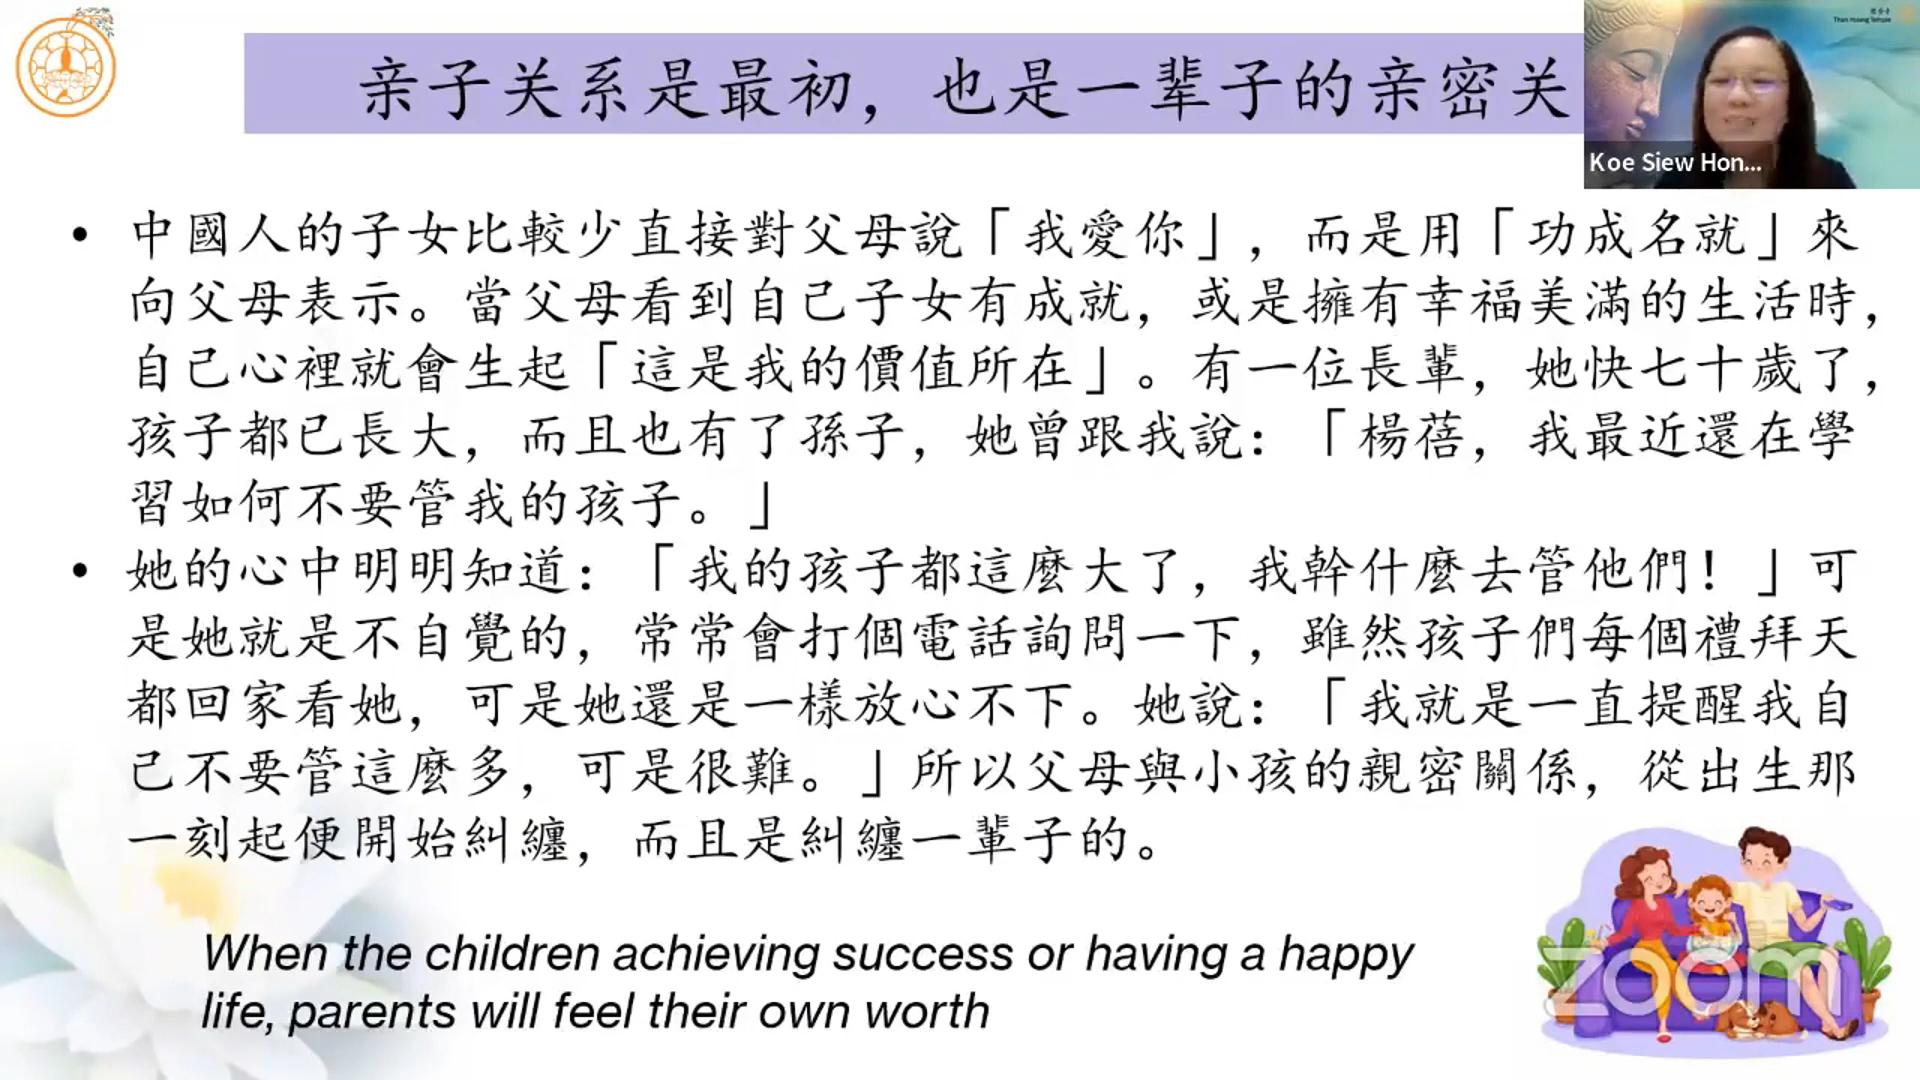 亲子关系是最初，也是一辈子的亲密关
Koe Siew Hon...
• 中國人的子女比較少直接對父母說「我愛你」，而是用「功成名就」來
向父母表示。當父母看到自己子女有成就，或是擁有幸福美滿的生活時，
自己心裡就會生起「這是我的價值所在」。有一位長輩，她快七十歲了，
孩子都已長大，而且也有了孫子，她曾跟我說：「楊蓓，我最近還在學
習如何不要管我的孩子。」
• 她的心中明明知道：「我的孩子都這麼大了，我幹什麼去管他們！」可
是她就是不自覺的，常常會打個電話詢問一下，雖然孩子們每個禮拜天
都回家看她，可是她還是一樣放心不下。她說：「我就是一直提醒我自
己不要管這麼多，可是很難。」所以父母與小孩的親密關係，從出生那
一刻起便開始糾纏，而且是糾纏一輩子的。
When the children achieving success or having a happy
life, parents will feel their own worth
zoom